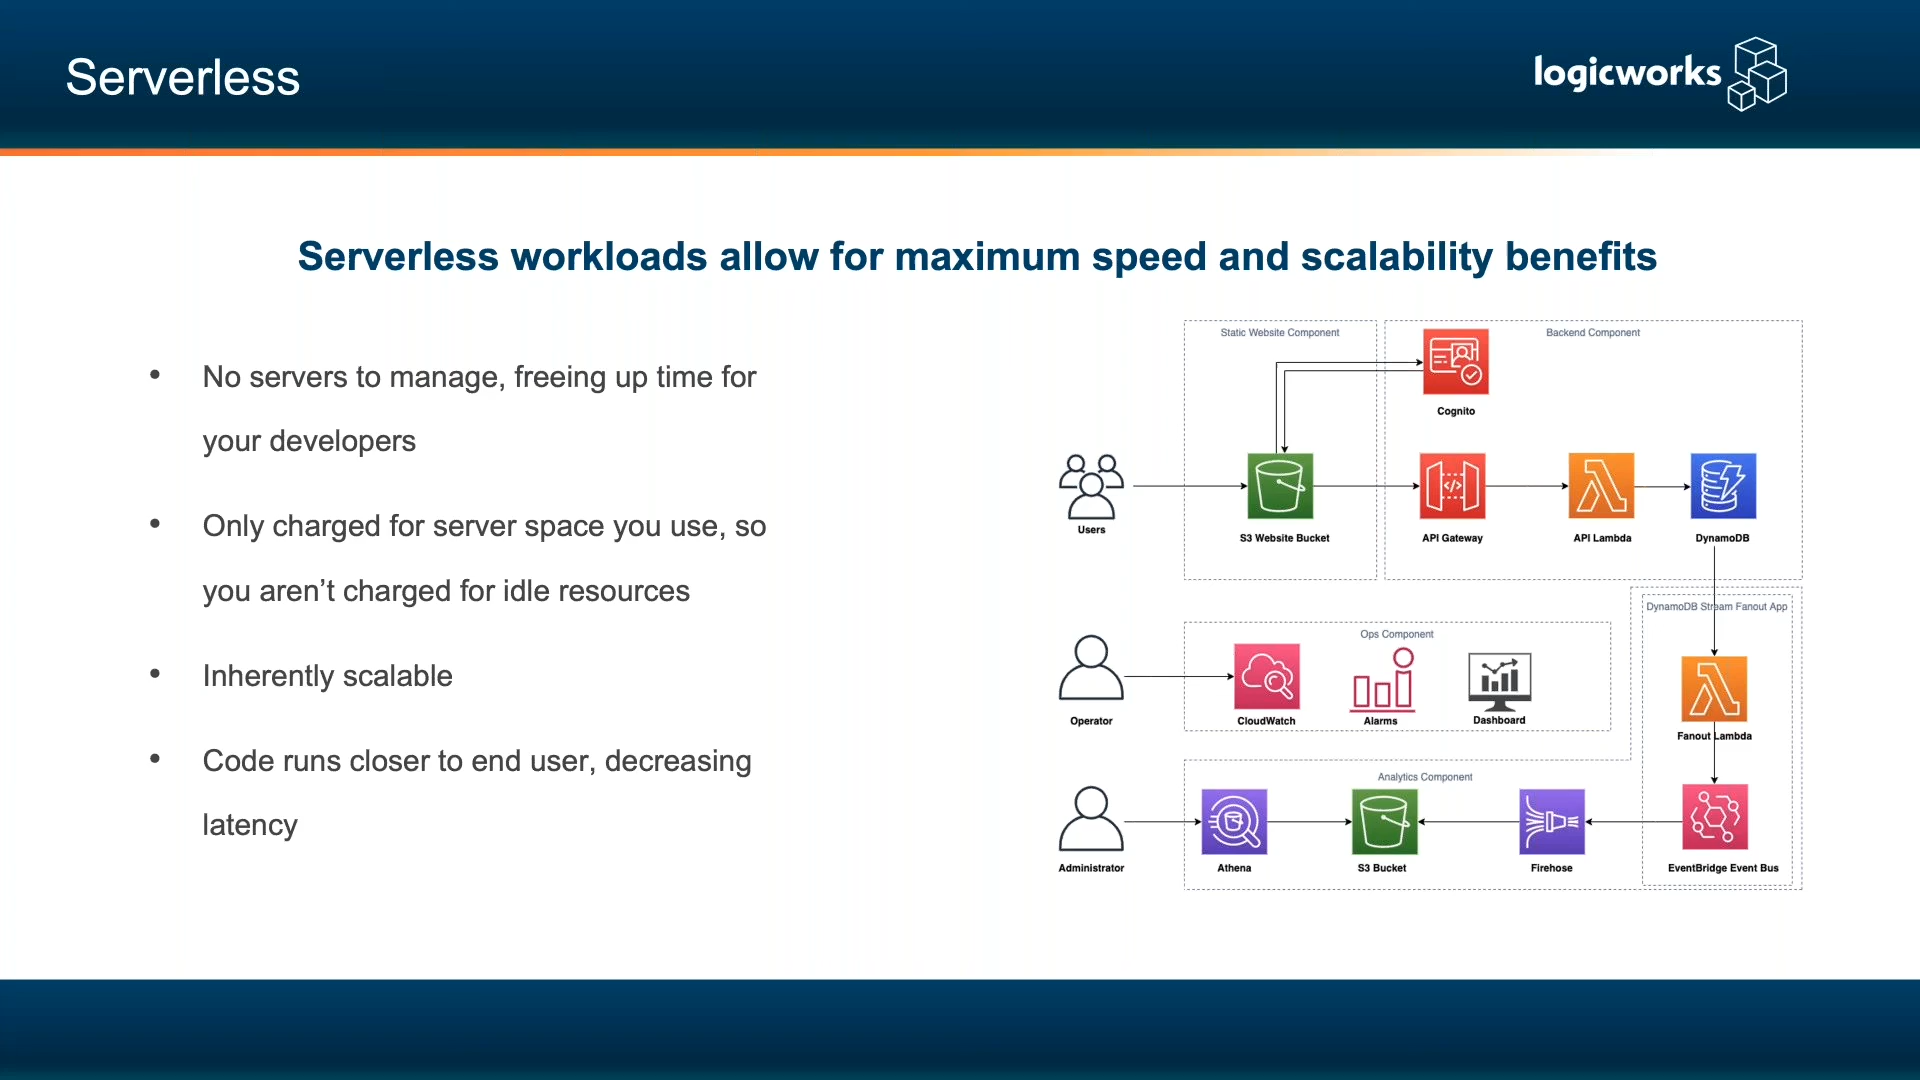 Serverless
logicworks
Serverless workloads allow for maximum speed and scalability benefits
• No servers to manage, freeing up time for
your developers
• Only charged for server space you use, so
you aren’t charged for idle resources
• Inherently scalable
• Code runs closer to end user, decreasing
latency
Static Website Component
Backend Component
Cognito
Users
S3 Website Bucket
API Gateway
API Lambda
DynamoDB
DynamoDB Stream Fanout App
Ops Component
Operator
CloudWatch
Alarms
Dashboard
Fanout Lambda
Analytics Component
Administrator
Athena
S3 Bucket
Firehose
EventBridge Event Bus